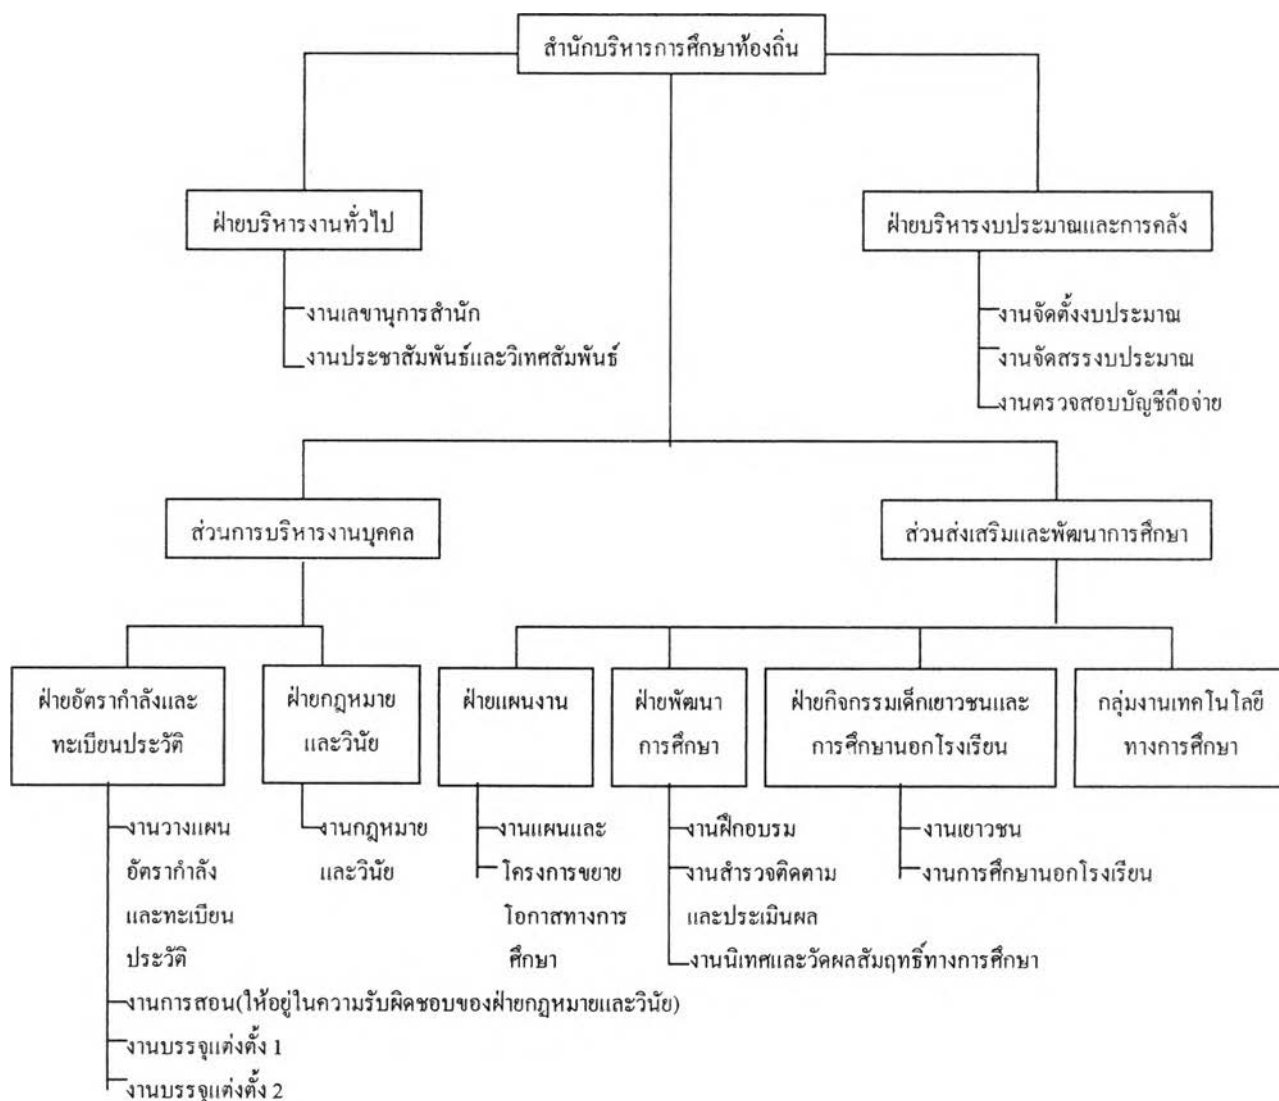 สำนักบริหารการศึกษาท้องถิ่น
ฝ่ายบริหารงานทั่วไป
งานเลขานุการสำนัก
งานประชาสัมพันธ์และวิเทศสัมพันธ์
ฝ่ายบริหารงบประมาณและการคลัง
งานจัดตั้งงบประมาณ
งานจัดสรรงบประมาณ
งานตรวจสอบบัญชีถือจ่าย
ส่วนการบริหารงานบุคคล
ส่วนส่งเสริมและพัฒนาการศึกษา
ฝ่ายอัตรากำลังและ
ทะเบียนประวัติ
งานวางแผน
อัตรากำลัง
และทะเบียน
ประวัติ
งานการสอน(ให้อยู่ในความรับผิดชอบของฝ่ายกฎหมายและวินัย)
งานบรรจุแต่งตั้ง 1
งานบรรจุแต่งตั้ง 2
ฝ่ายกฎหมาย
และวินัย
งานกฎหมาย
และวินัย
ฝ่ายแผนงาน
งานแผนและ
โครงการขยาย
โอกาสทางการ
ศึกษา
ฝ่ายพัฒนา
การศึกษา
งานฝึกอบรม
งานสำรวจติดตาม
และประเมินผล
งานนิเทศและวัดผลสัมฤทธิ์ทางการศึกษา
ฝ่ายกิจกรรมเด็กเยาวชนและ
การศึกษานอกโรงเรียน
งานเยาวชน
งานการศึกษานอกโรงเรียน
กลุ่มงานเทคโนโลยี
ทางการศึกษา